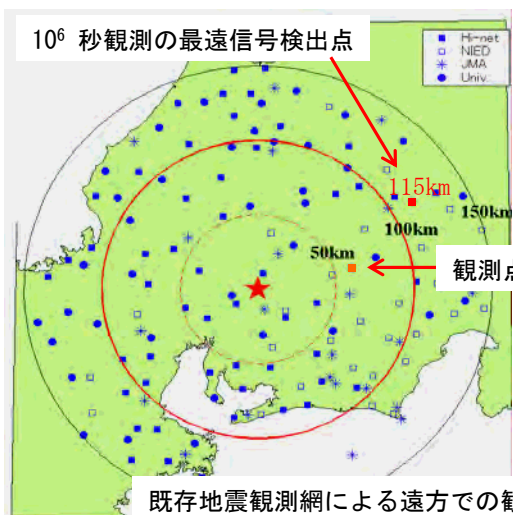 10⁶ 秒観測の最遠信号検出点
Hi-net
NIED
JMA
Univ.
115km
150km
100km
50km
観測点
既存地震観測網による遠方での観